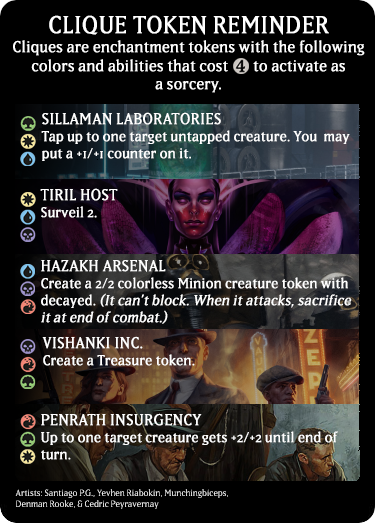 CLIQUE TOKEN REMINDER
Cliques are enchantment tokens with the following
colors and abilities that cost 4 to activate as
a sorcery.
SILLAMAN LABORATORIES
Tap up to one target untapped creature. You may
put a +1/+1 counter on it.
TIRIL HOST
Surveil 2.
HAZAKH ARSENAL
Create a 2/2 colorless Minion creature token with
decayed. (It can't block. When it attacks, sacrifice
it at end of combat.)
VISHANKI INC.
Create a Treasure token.
PENRATH INSURGENCY
Up to one target creature gets +2/+2 until end of
turn.
Artists: Santiago P.G., Yevhen Riabokin, Munchingbiceps,
Denman Rooke, & Cedric Peyravernay